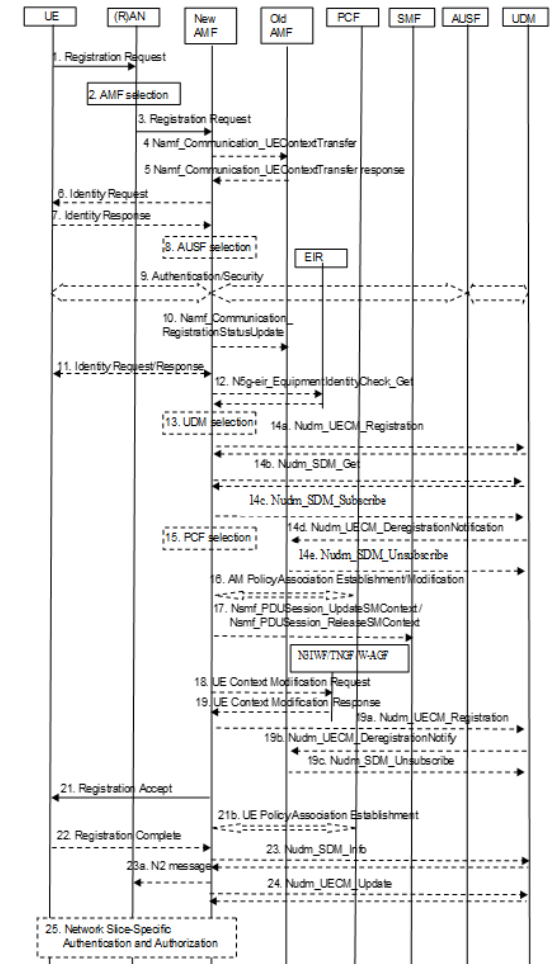 UE
(R)AN
New
AMF
Old
AMF
PCF
SMF
AUSF
UDM
1. Registration Request
2. AMF selection
3. Registration Request
4 Namf_Communication_UEContextTransfer
5 Namf_Communication_UEContextTransfer response
6. Identity Request
7. Identity Response
8. AUSF selection
EIR
9. Authentication/Security
10. Namf_Communication_
RegistrationStatusUpdate
11. Identity Request/Response
12. N5g-eir_EquipmentIdentityCheck_Get
13. UDM selection
14a. Nudm_UECM_Registration
14b. Nudm_SDM_Get
14c. Nudm_SDM_Subscribe
14d. Nudm_UECM_DeregistrationNotification
15. PCF selection
14e. Nudm_SDM_Unsubscribe
16. AM PolicyAssociation Establishment/Modification
17. Nsmf_PDUSession_UpdateSMContext /
Nsmf_PDUSession_ReleaseSMContext
N3IWF/TNGF/W-AGF
18. UE Context Modification Request
19. UE Context Modification Response
19a. Nudm_UECM_Registration
19b. Nudm_UECM_DeregistrationNotify
19c. Nudm_SDM_Unsubscribe
21. Registration Accept
21b. UE PolicyAssociation Establishment
22. Registration Complete
23. Nudm_SDM_Info
23a. N2 message
24. Nudm_UECM_Update
25. Network Slice-Specific
Authentication and Authorization